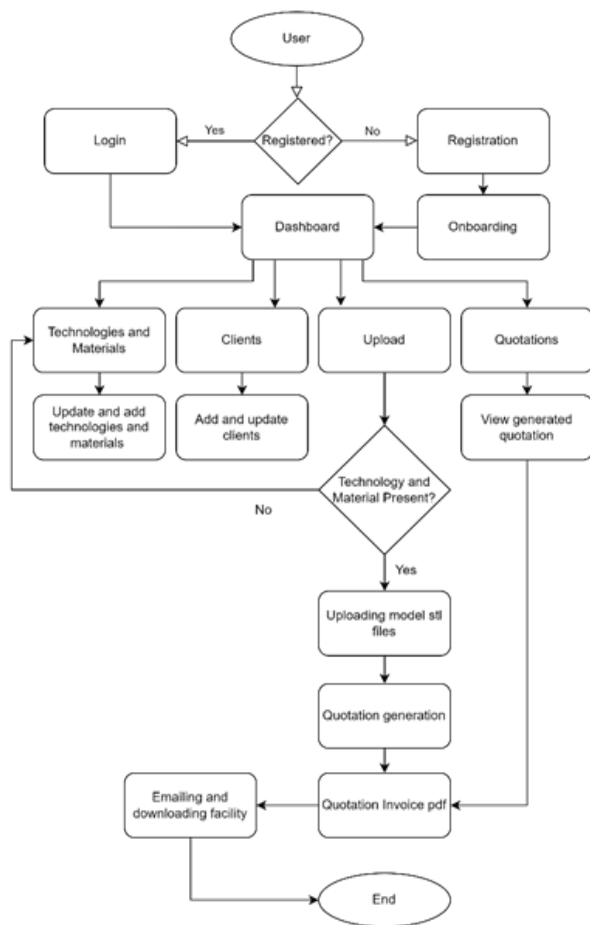 User
Yes
No
Login
Registered?
Registration
Dashboard
Onboarding
Technologies and
Materials
Clients
Upload
Quotations
Update and add
technologies and
materials
Add and update
clients
View generated
quotation
Technology and
Material Present?
No
Yes
Uploading model stl
files
Quotation generation
Emailing and
downloading facility
Quotation Invoice pdf
End